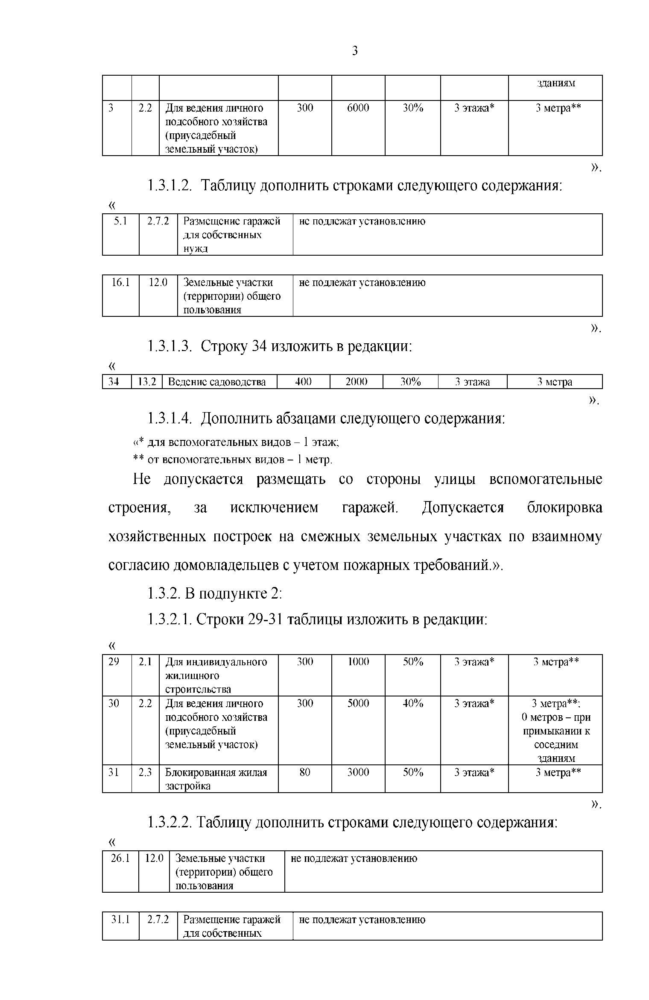 3
зданиям
3 2.2 Для ведения личного 300 6000 30% 3 этажа* 3 метра**
подсобного хозяйства
(приусадебный
земельный участок)
».
1.3.1.2. Таблицу дополнить строками следующего содержания:
«
5.1 2.7.2 Размещение гаражей не подлежат установлению
для собственных
нужд
16.1 12.0 Земельные участки не подлежат установлению
(территории) общего
пользования
».
1.3.1.3. Строку 34 изложить в редакции:
«
34 13.2 Ведение садоводства 400 2000 30% 3 этажа 3 метра
».
1.3.1.4. Дополнить абзацами следующего содержания:
«* для вспомогательных видов – 1 этаж;
** от вспомогательных видов – 1 метр.
Не допускается размещать со стороны улицы вспомогательные
строения, за исключением гаражей. Допускается блокировка
хозяйственных построек на смежных земельных участках по взаимному
согласию домовладельцев с учетом пожарных требований.».
1.3.2. В подпункте 2:
1.3.2.1. Строки 29-31 таблицы изложить в редакции:
«
29 2.1 Для индивидуального 300 1000 50% 3 этажа* 3 метра**
жилищного
строительства
30 2.2 Для ведения личного 300 5000 40% 3 этажа* 3 метра**;
подсобного хозяйства 0 метров – при
(приусадебный примыкании к
земельный участок) соседним
зданиям
31 2.3 Блокированная жилая 80 3000 50% 3 этажа* 3 метра**
застройка
».
1.3.2.2. Таблицу дополнить строками следующего содержания:
«
26.1 12.0 Земельные участки не подлежат установлению
(территории) общего
пользования
31.1 2.7.2 Размещение гаражей не подлежат установлению
для собственных